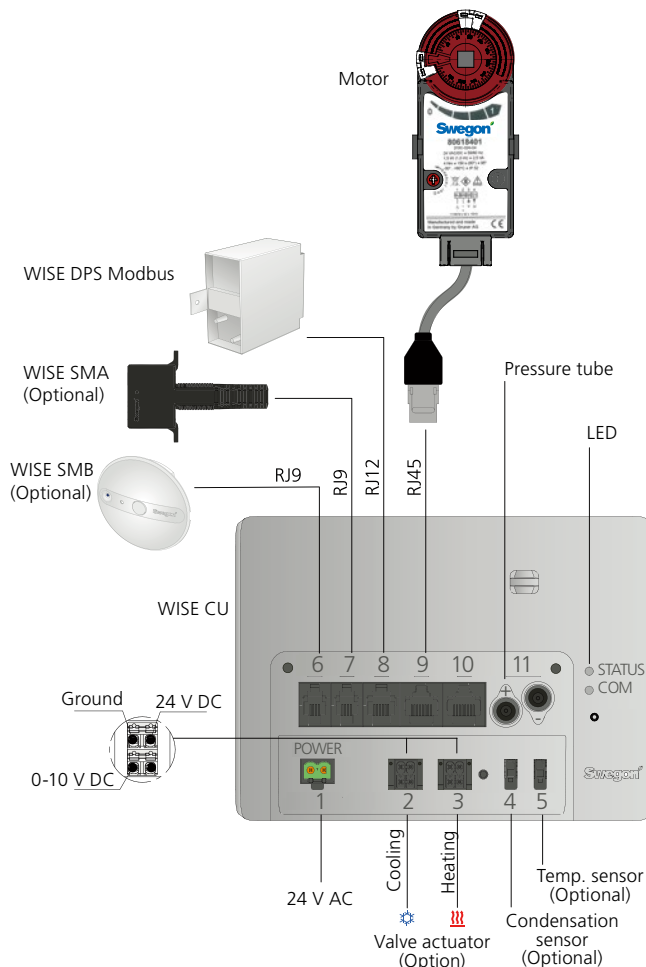 Motor
Swegon
80618401
WISE DPS Modbus
WISE SMA
(Optional)
Pressure tube
LED
WISE SMB
(Optional)
RJ9
RJ9
RJ12
RJ45
Swegon
WISE CU
6 7 8 9 10 11
+
-
STATUS
COM
Ground
24 V DC
0-10 V DC
POWER
1 2 3 4 5
Swegon
24 V AC
Cooling
Heating
Valve actuator
(Option)
Condensation
sensor
(Optional)
Temp. sensor
(Optional)